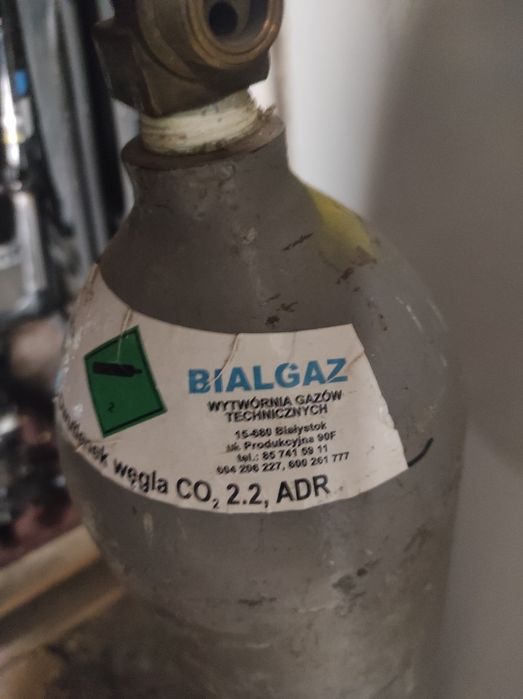 BIALGAZ
WYTWÓRNIA GAZÓW
TECHNICZNYCH
15-680 Białystok
ul. Produkcyjna 90F
tel.: 85 741 59 11
604 206 227, 600 261 777
węgla CO₂ 2.2, ADR
2